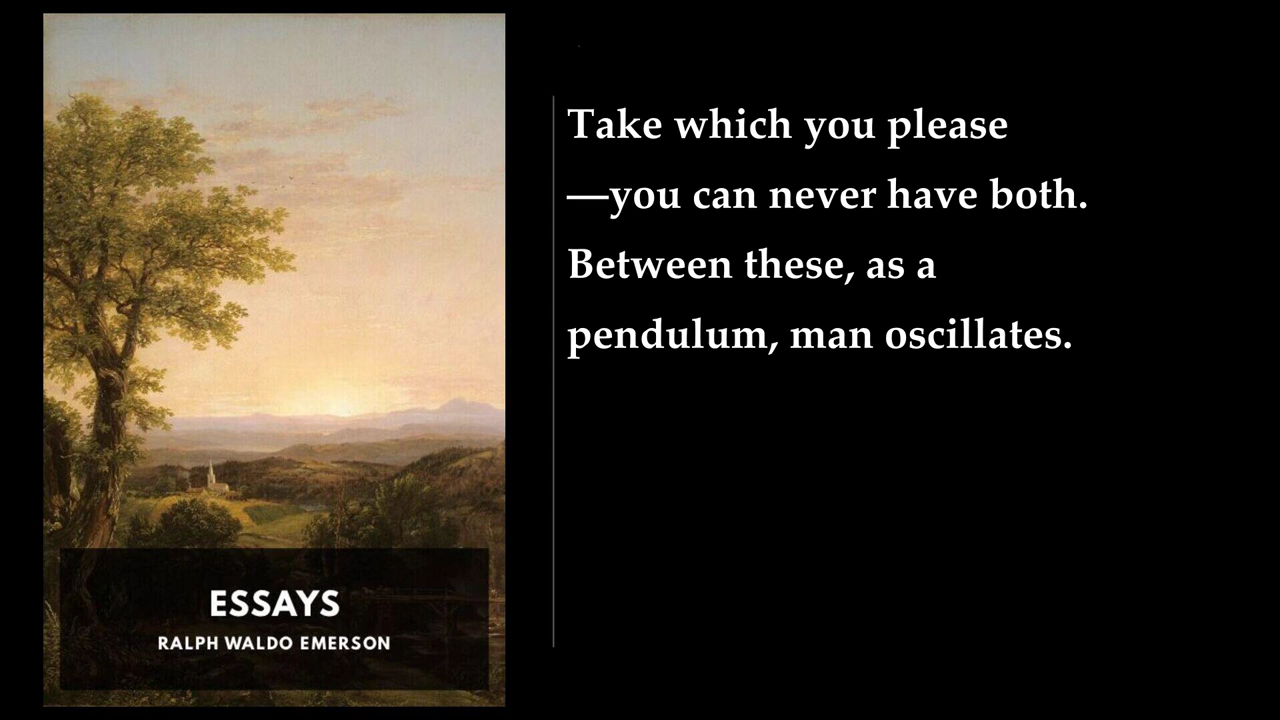 Take which you please
—you can never have both.
Between these, as a
pendulum, man oscillates.
ESSAYS
RALPH WALDO EMERSON